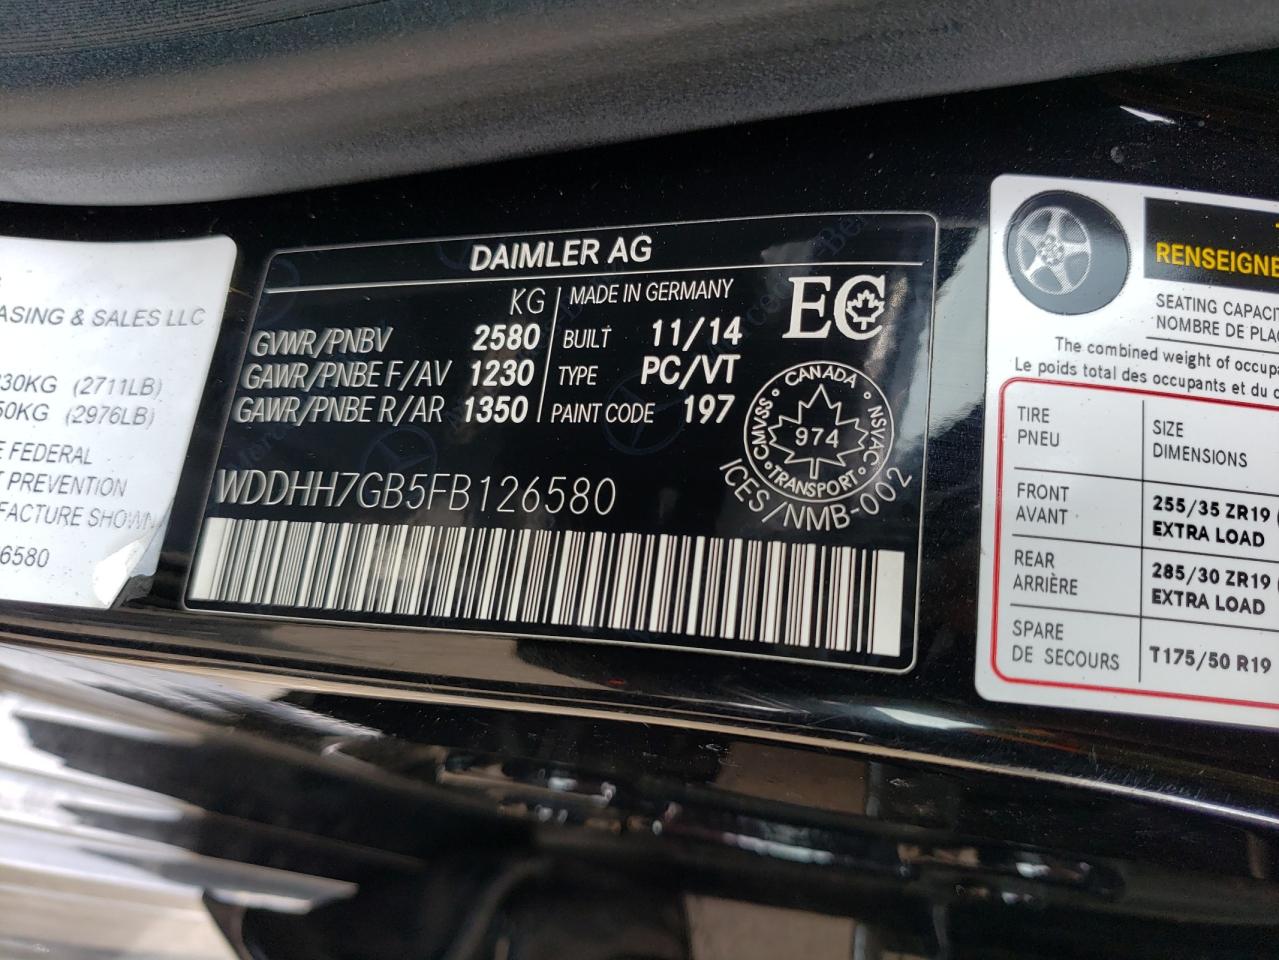 ASING & SALES LLC
30KG (2711LB)
50KG (2976LB)
E FEDERAL
T PREVENTION
FACTURE SHOWN
6580
DAIMLER AG
KG
GVWR/PNBV 2580
GAWR/PNBE F/AV 1230
GAWR/PNBE R/AR 1350
MADE IN GERMANY
BUILT 11/14
TYPE PC/VT
PAINT CODE 197
EC
CANADA
CMVSS NSVAC
974
TRANSPORT
ICES/NMB-002
WDDHH7GB5FB126580
RENSEIGNE
SEATING CAPACIT
NOMBRE DE PLAC
The combined weight of occupa
Le poids total des occupants et du c
TIRE
PNEU
SIZE
DIMENSIONS
FRONT
AVANT
255/35 ZR19
EXTRA LOAD
REAR
ARRIÈRE
285/30 ZR19
EXTRA LOAD
SPARE
DE SECOURS
T175/50 R19